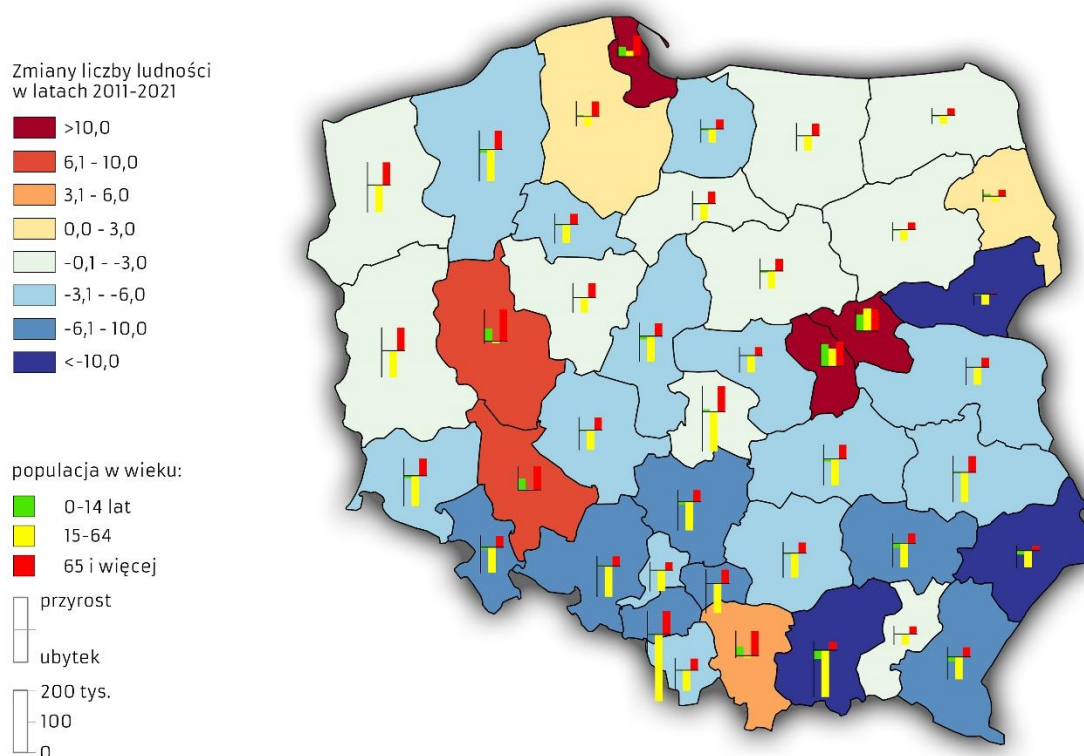 Zmiany liczby ludności
w latach 2011-2021
>10,0
6,1 - 10,0
3,1 - 6,0
0,0 - 3,0
-0,1 - -3,0
-3,1 - -6,0
-6,1 - 10,0
<-10,0
populacja w wieku:
0-14 lat
15-64
65 i więcej
przyrost
ubytek
200 tys.
100
0